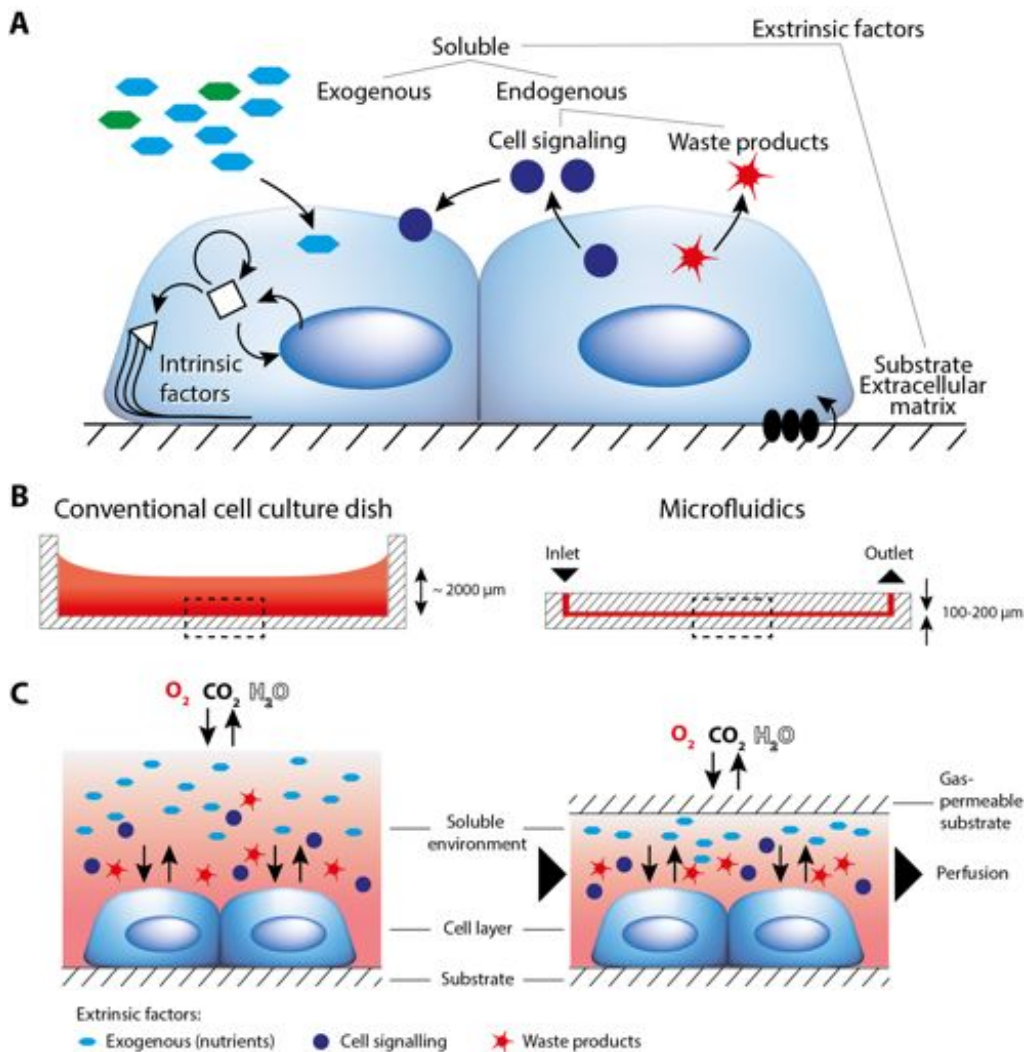 A
Exstrinsic factors
Soluble
Exogenous
Endogenous
Cell signaling
Waste products
Intrinsic
factors
Substrate
Extracellular
matrix
B
Conventional cell culture dish
Microfluidics
Inlet
Outlet
~ 2000 µm
100-200 µm
C
O₂ CO₂ H₂O
O₂ CO₂ H₂O
Gas-
permeable
substrate
Soluble
environment
Perfusion
Cell layer
Substrate
Extrinsic factors:
Exogenous (nutrients)
Cell signalling
Waste products